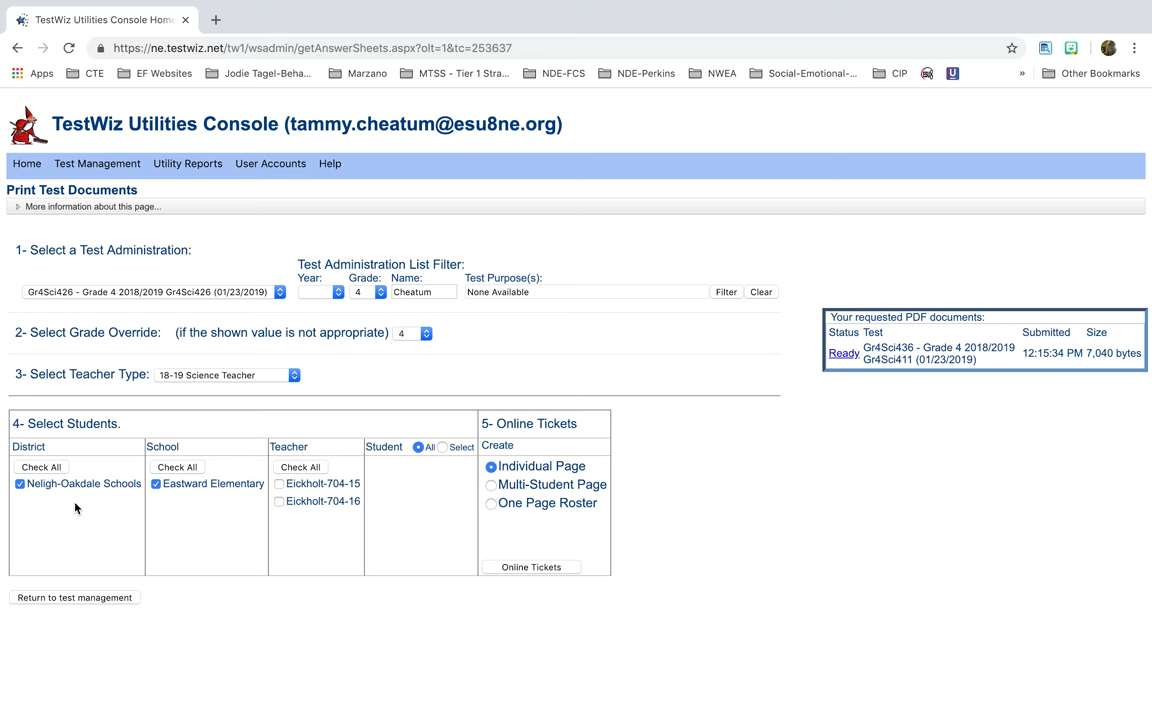 TestWiz Utilities Console Home
https://ne.testwiz.net/tw1/wsadmin/getAnswerSheets.aspx?olt=1&tc=253637
Apps CTE EF Websites Jodie Tagel-Beha... Marzano MTSS - Tier 1 Stra... NDE-FCS NDE-Perkins NWEA Social-Emotional-... CIP » Other Bookmarks
TestWiz Utilities Console (tammy.cheatum@esu8ne.org)
Home Test Management Utility Reports User Accounts Help
Print Test Documents
More information about this page...
1- Select a Test Administration:
Test Administration List Filter:
Year: Grade: Name: Test Purpose(s):
Gr4Sci426 - Grade 4 2018/2019 Gr4Sci426 (01/23/2019) 4 Cheatum None Available Filter Clear
Your requested PDF documents:
Status Test Submitted Size
Ready Gr4Sci436 - Grade 4 2018/2019 Gr4Sci411 (01/23/2019) 12:15:34 PM 7,040 bytes
2- Select Grade Override: (if the shown value is not appropriate) 4
3- Select Teacher Type: 18-19 Science Teacher
4- Select Students. 5- Online Tickets
District School Teacher Student All Select Create
Check All Check All Check All Individual Page
Neligh-Oakdale Schools Eastward Elementary Eickholt-704-15 Multi-Student Page
Eickholt-704-16 One Page Roster
Online Tickets
Return to test management